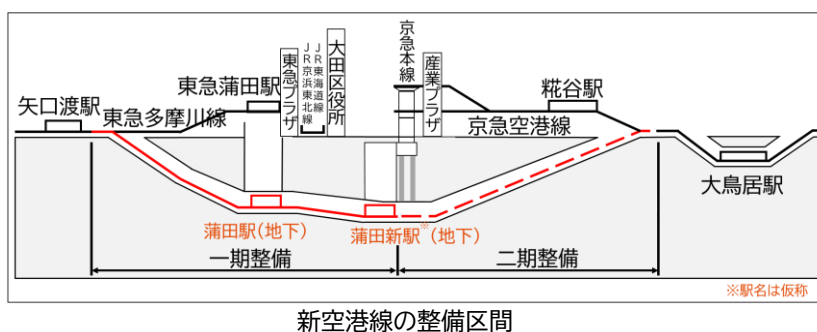 矢口渡駅
東急多摩川線
東急蒲田駅
東急プラザ
JR京浜東北線
JR東海道線
大田区役所
京急本線
産業プラザ
糀谷駅
京急空港線
大鳥居駅
蒲田駅(地下)
蒲田新駅※(地下)
一期整備
二期整備
※駅名は仮称
新空港線の整備区間